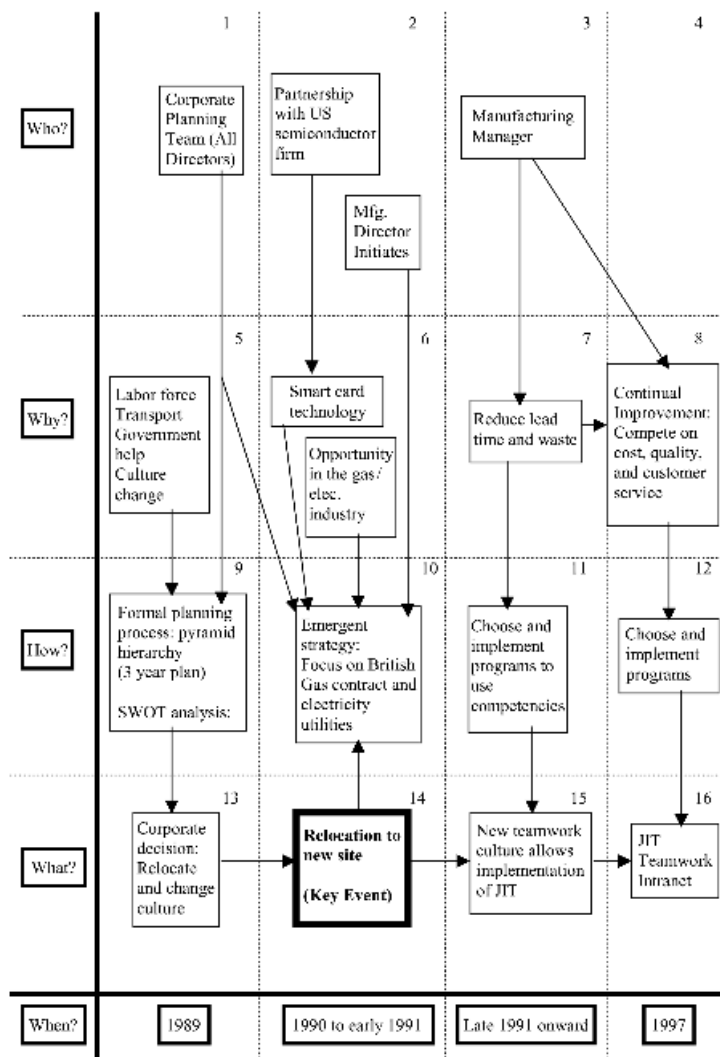 1
2
3
4
Who?
Corporate
Planning
Team (All
Directors)
Partnership
with US
semiconductor
firm
Mfg.
Director
Initiates
Manufacturing
Manager
5
6
7
8
Why?
Labor force
Transport
Government
help
Culture
change
Smart card
technology
Opportunity
in the gas/
elec.
industry
Reduce lead
time and waste
Continual
Improvement:
Compete on
cost, quality,
and customer
service
9
10
11
12
How?
Formal planning
process: pyramid
hierarchy
(3 year plan)
SWOT analysis:
Emergent
strategy:
Focus on British
Gas contract and
electricity
utilities
Choose and
implement
programs to
use
competencies
Choose and
implement
programs
13
14
15
16
What?
Corporate
decision:
Relocate
and change
culture
Relocation to
new site
(Key Event)
New teamwork
culture allows
implementation
of JIT
JIT
Teamwork
Intranet
When?
1989
1990 to early 1991
Late 1991 onward
1997